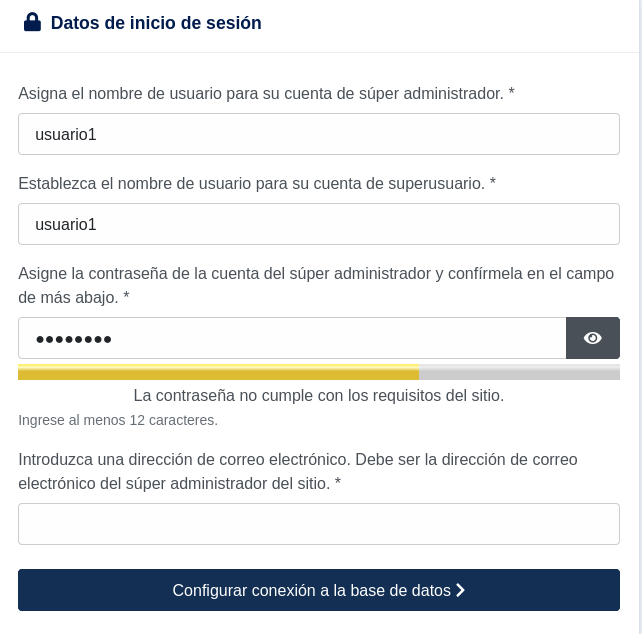 Datos de inicio de sesión
Asigna el nombre de usuario para su cuenta de súper administrador. *
usuario1
Establezca el nombre de usuario para su cuenta de superusuario. *
usuario1
Asigne la contraseña de la cuenta del súper administrador y confírmela en el campo
de más abajo. *
●●●●●●●●
La contraseña no cumple con los requisitos del sitio.
Ingrese al menos 12 caracteres.
Introduzca una dirección de correo electrónico. Debe ser la dirección de correo
electrónico del súper administrador del sitio. *
Configurar conexión a la base de datos